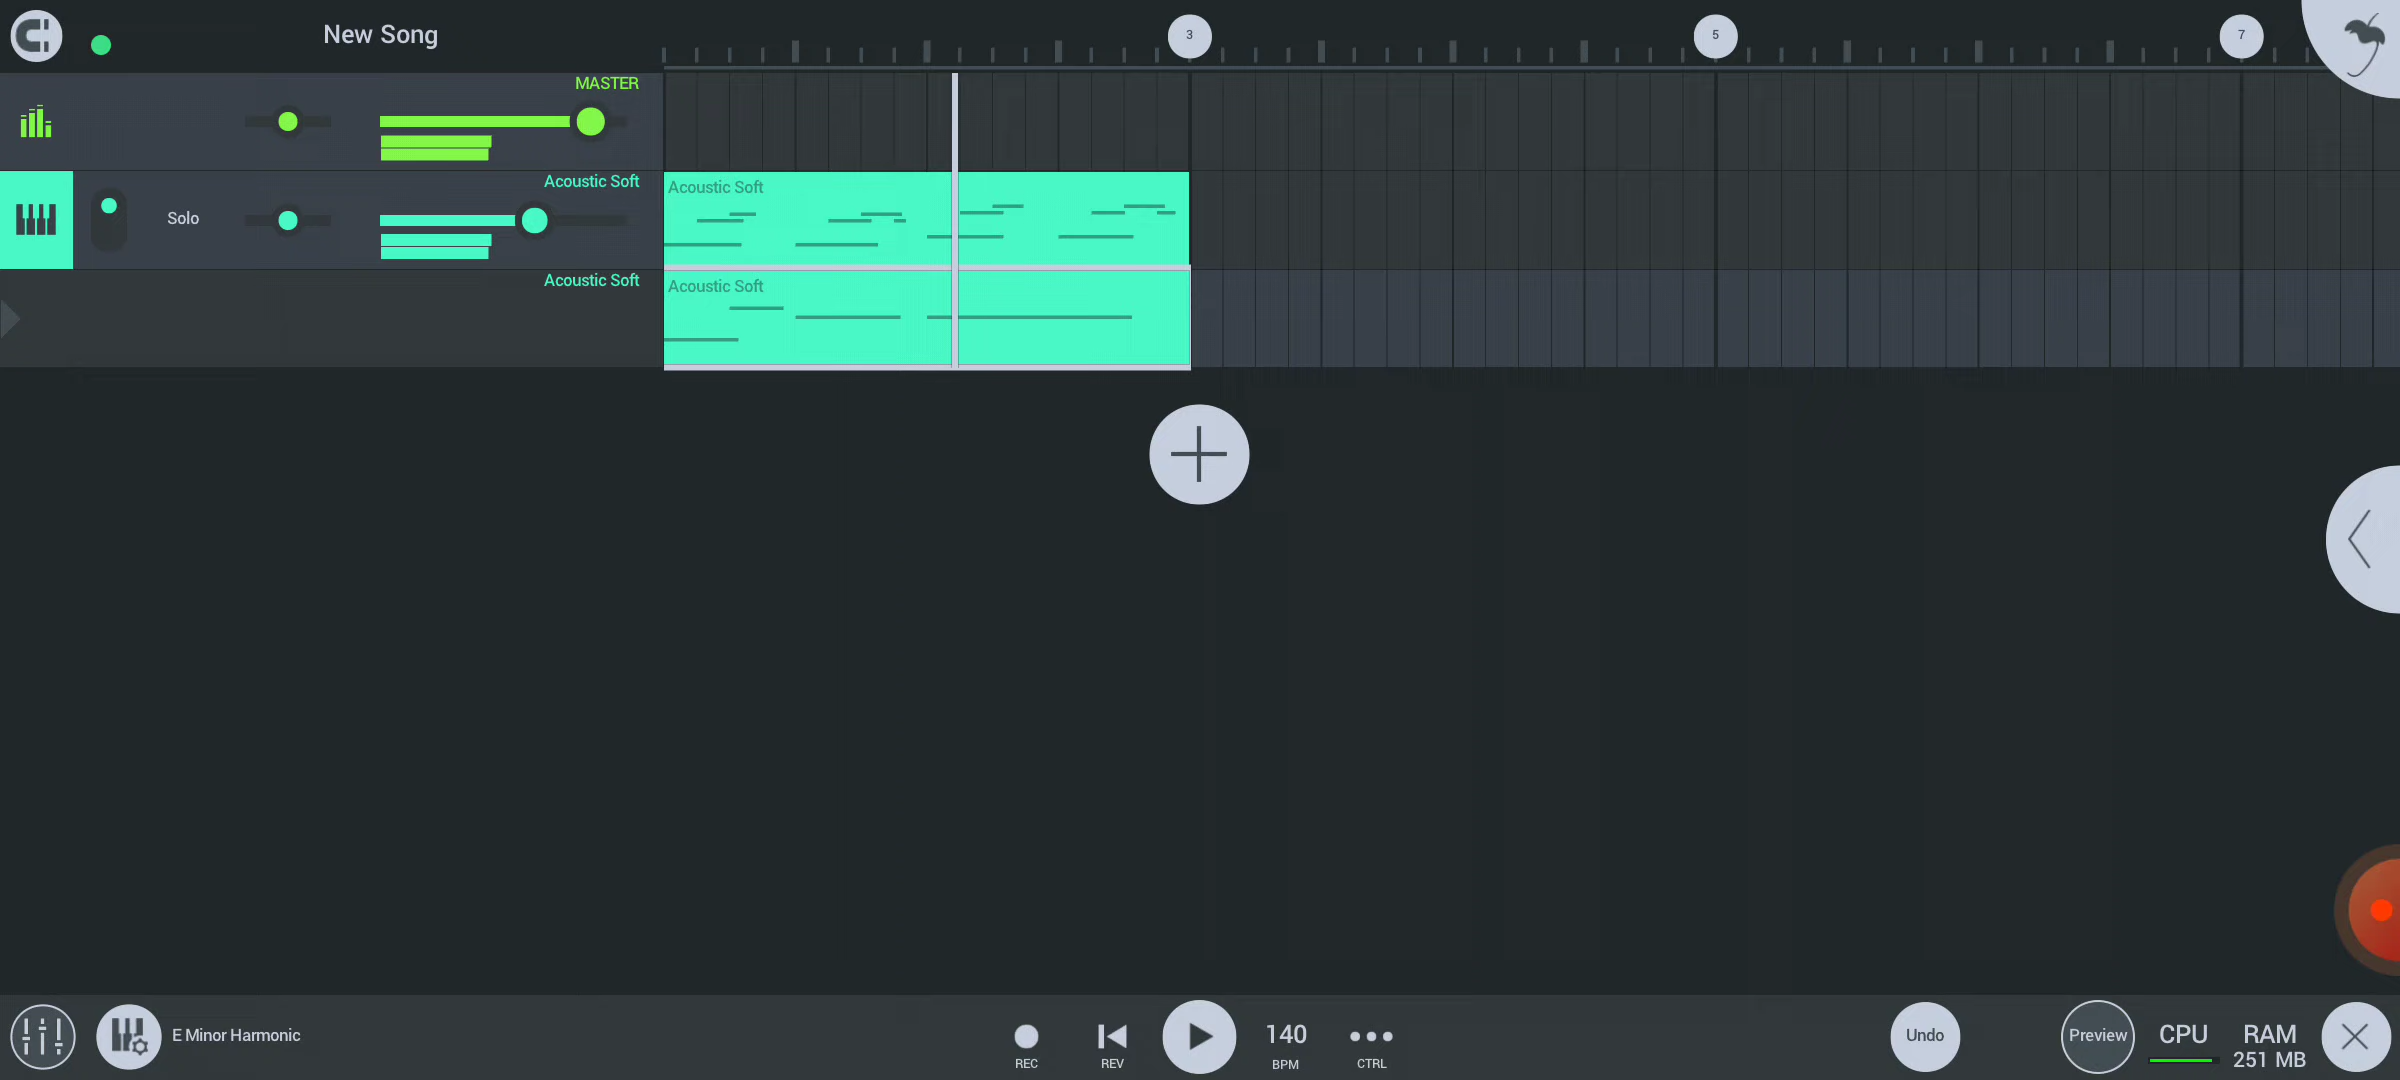 New Song
3
5
7
MASTER
Acoustic Soft
Solo
Acoustic Soft
Acoustic Soft
Acoustic Soft
E Minor Harmonic
REC
REV
140
BPM
CTRL
Undo
Preview
CPU
RAM
251 MB